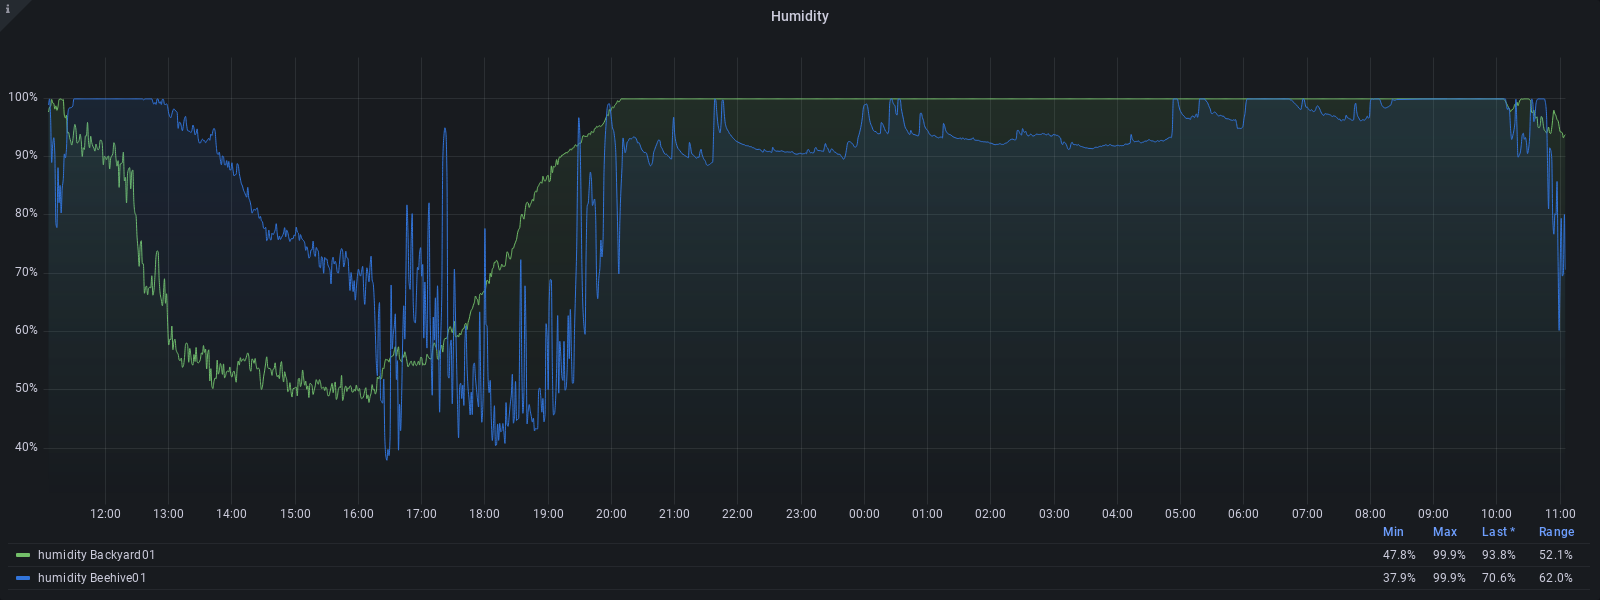 i
Humidity
100%
90%
80%
70%
60%
50%
40%
12:00 13:00 14:00 15:00 16:00 17:00 18:00 19:00 20:00 21:00 22:00 23:00 00:00 01:00 02:00 03:00 04:00 05:00 06:00 07:00 08:00 09:00 10:00 11:00
Min Max Last * Range
humidity Backyard01 47.8% 99.9% 93.8% 52.1%
humidity Beehive01 37.9% 99.9% 70.6% 62.0%